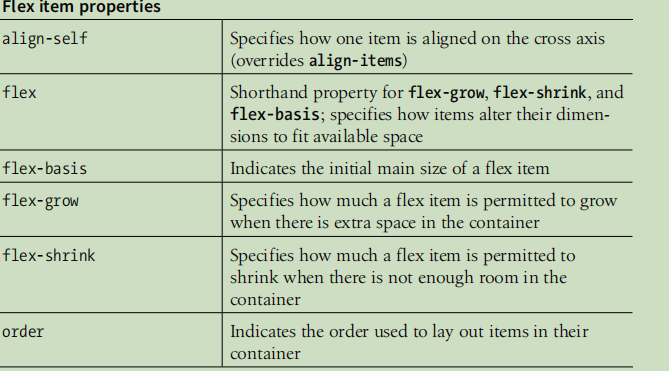 Flex item properties
align-self
Specifies how one item is aligned on the cross axis
(overrides align-items)
flex
Shorthand property for flex-grow, flex-shrink, and
flex-basis; specifies how items alter their dimen-
sions to fit available space
flex-basis
Indicates the initial main size of a flex item
flex-grow
Specifies how much a flex item is permitted to grow
when there is extra space in the container
flex-shrink
Specifies how much a flex item is permitted to
shrink when there is not enough room in the
container
order
Indicates the order used to lay out items in their
container